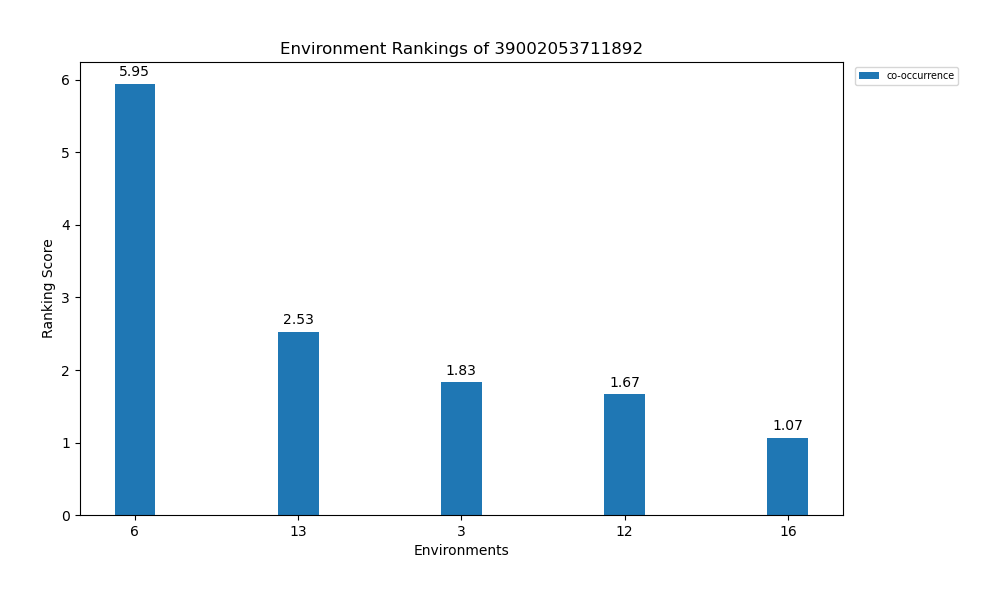 Environment Rankings of 39002053711892
co-occurrence
Ranking Score
6
5
4
3
2
1
0
5.95
2.53
1.83
1.67
1.07
6 13 3 12 16
Environments